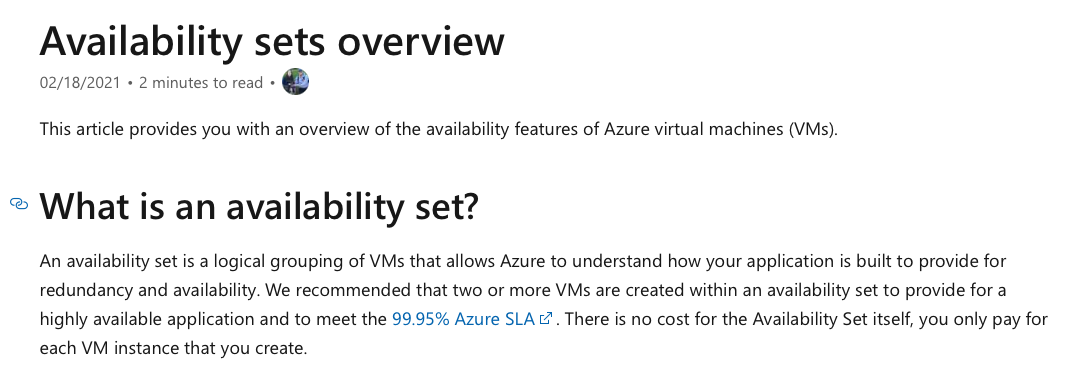 Availability sets overview
02/18/2021 • 2 minutes to read •
This article provides you with an overview of the availability features of Azure virtual machines (VMs).
What is an availability set?
An availability set is a logical grouping of VMs that allows Azure to understand how your application is built to provide for
redundancy and availability. We recommended that two or more VMs are created within an availability set to provide for a
highly available application and to meet the 99.95% Azure SLA . There is no cost for the Availability Set itself, you only pay for
each VM instance that you create.